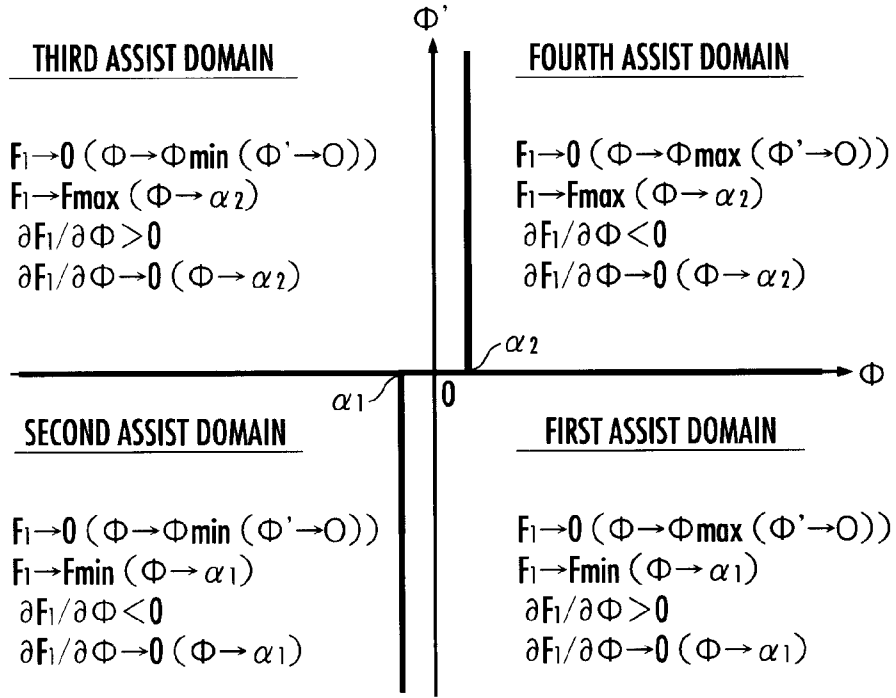 Φ'
THIRD ASSIST DOMAIN
F₁→0 (Φ→Φmin (Φ'→O))
F₁→Fmax (Φ→α₂)
∂F₁/∂Φ>0
∂F₁/∂Φ→0 (Φ→α₂)
FOURTH ASSIST DOMAIN
F₁→0 (Φ→Φmax (Φ'→O))
F₁→Fmax (Φ→α₂)
∂F₁/∂Φ<0
∂F₁/∂Φ→0 (Φ→α₂)
α₂
Φ
α₁
0
SECOND ASSIST DOMAIN
F₁→0 (Φ→Φmin (Φ'→O))
F₁→Fmin (Φ→α₁)
∂F₁/∂Φ<0
∂F₁/∂Φ→0 (Φ→α₁)
FIRST ASSIST DOMAIN
F₁→0 (Φ→Φmax (Φ'→O))
F₁→Fmin (Φ→α₁)
∂F₁/∂Φ>0
∂F₁/∂Φ→0 (Φ→α₁)